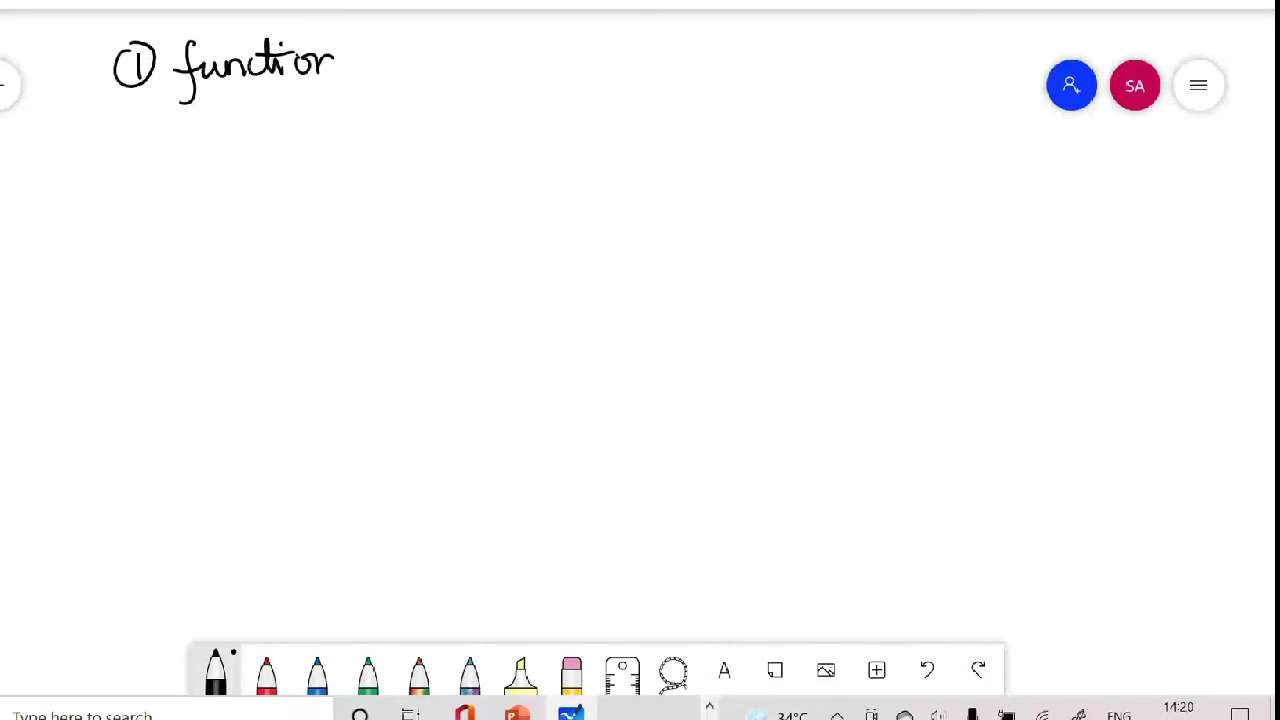 ① function
SA
A
Type here to search
34°C
ENG
14:20